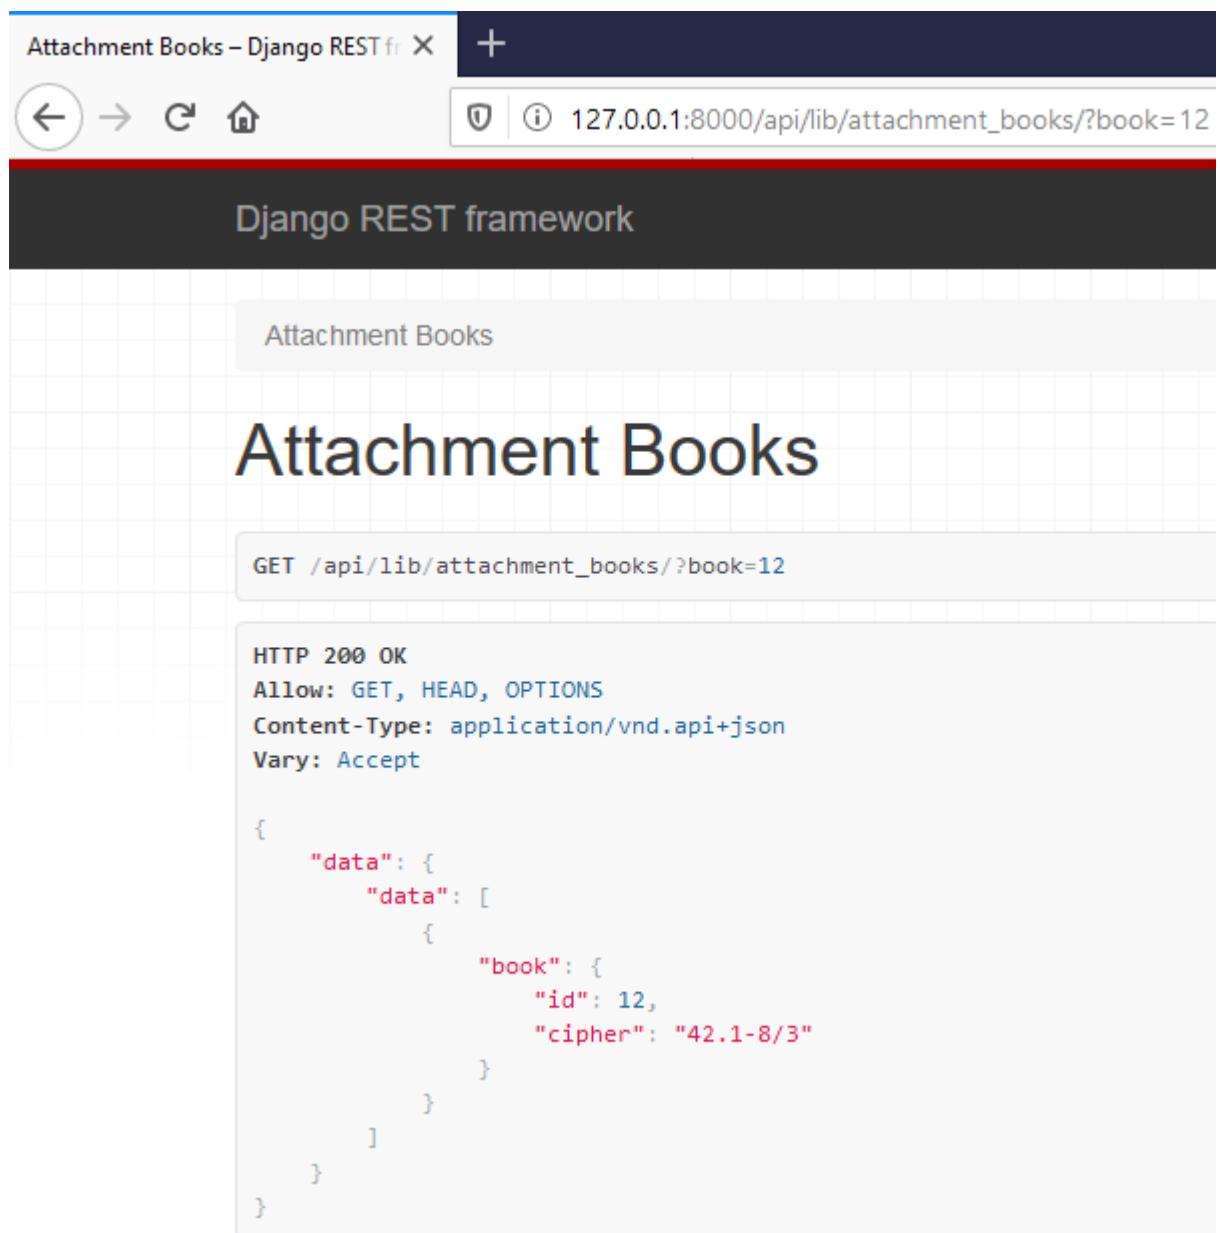 Attachment Books – Django REST fr
127.0.0.1:8000/api/lib/attachment_books/?book=12
Django REST framework
Attachment Books
Attachment Books
GET /api/lib/attachment_books/?book=12
HTTP 200 OK
Allow: GET, HEAD, OPTIONS
Content-Type: application/vnd.api+json
Vary: Accept
{
    "data": {
        "data": [
            {
                "book": {
                    "id": 12,
                    "cipher": "42.1-8/3"
                }
            }
        ]
    }
}